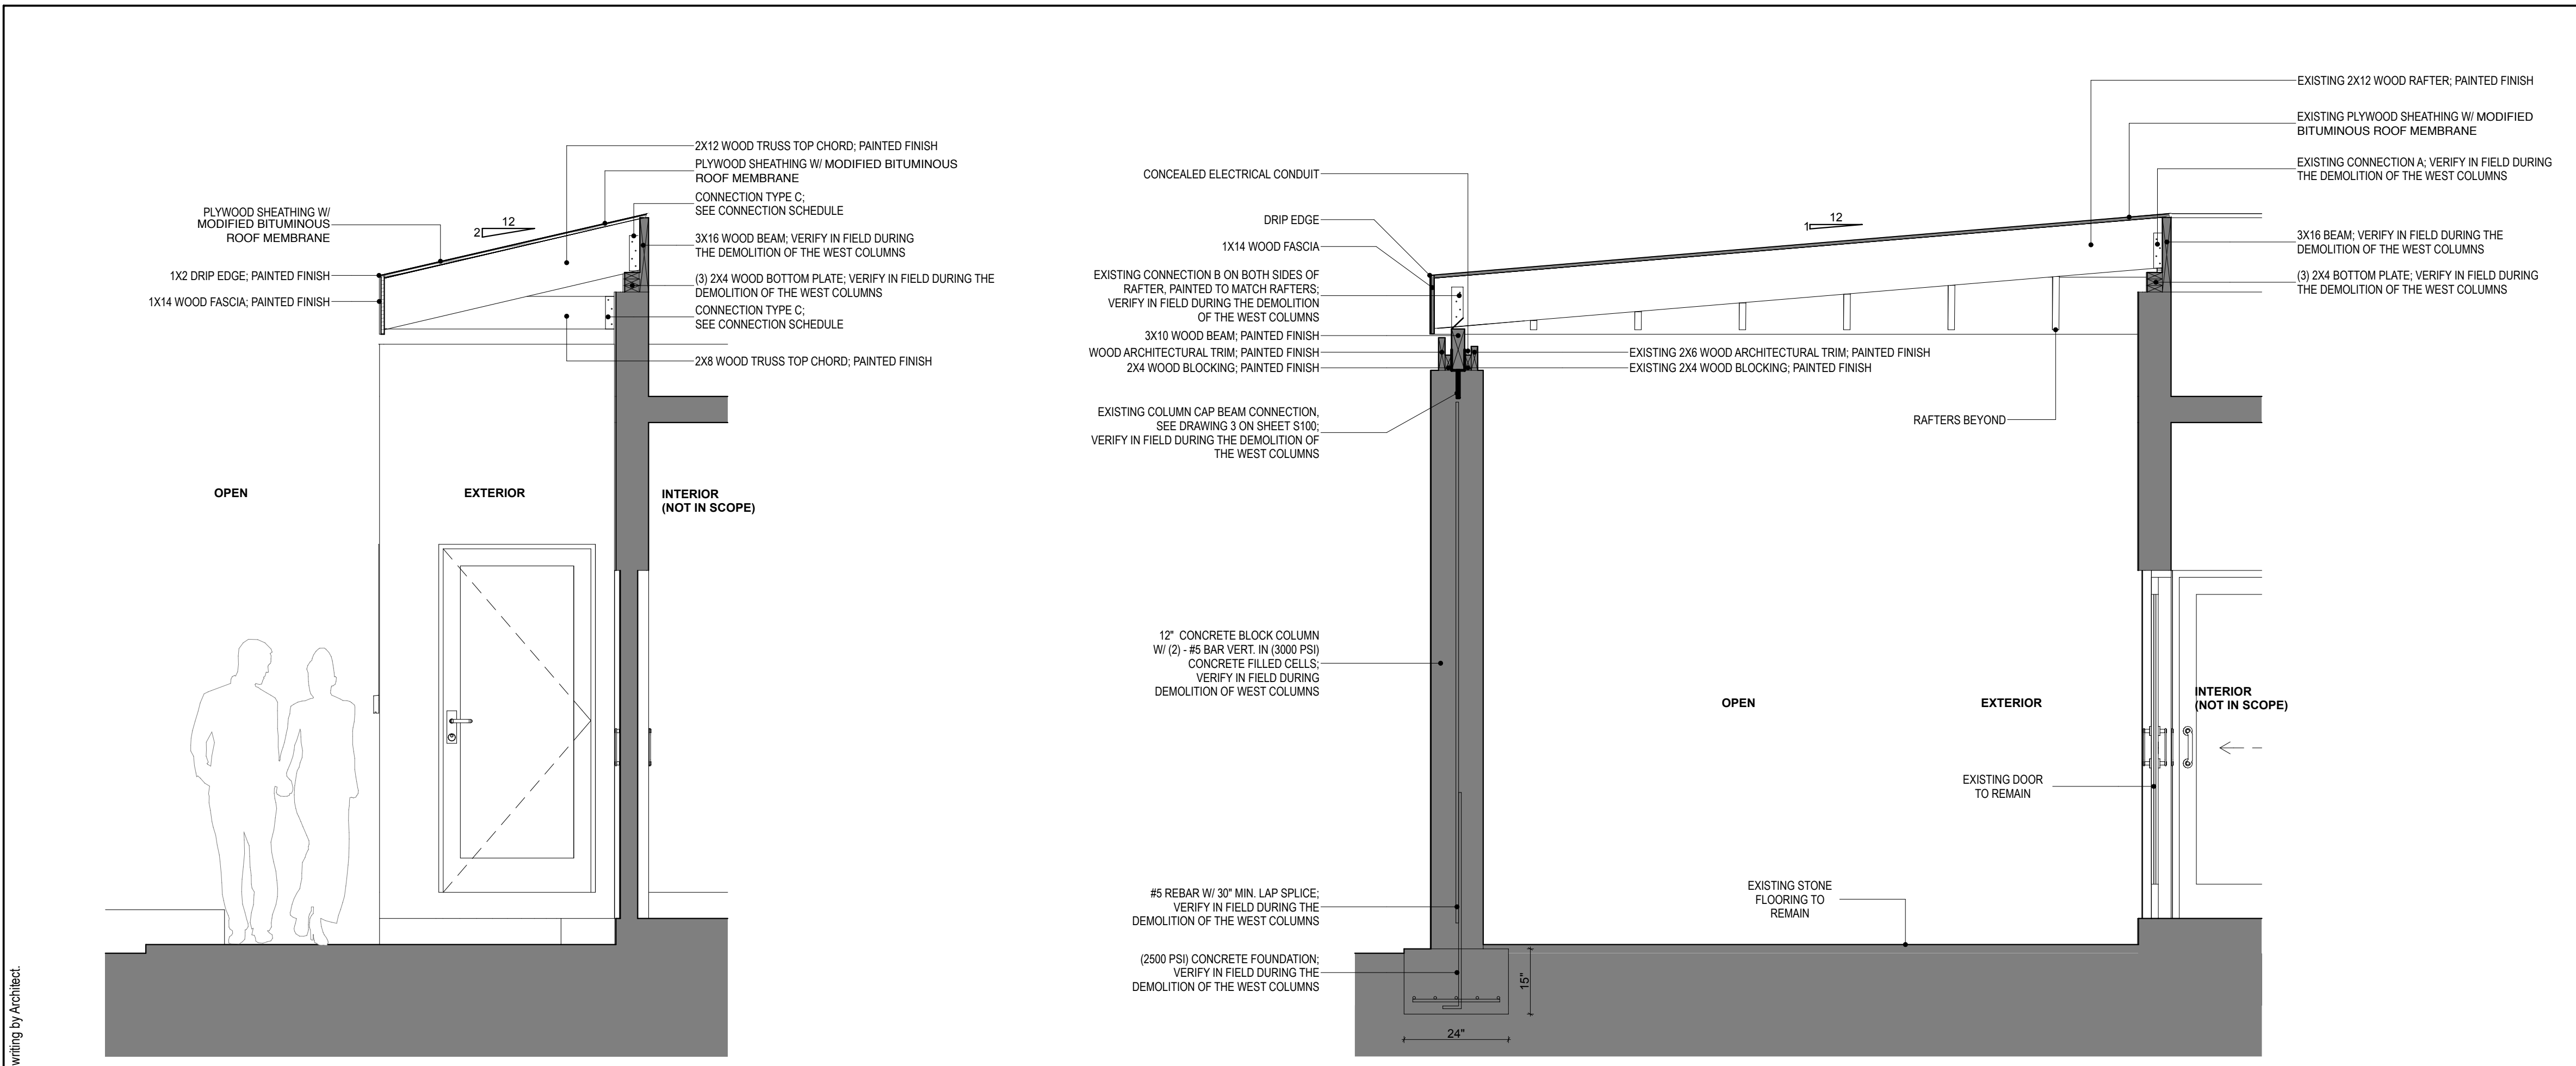 PLYWOOD SHEATHING W/
MODIFIED BITUMINOUS
ROOF MEMBRANE
1X2 DRIP EDGE; PAINTED FINISH
1X14 WOOD FASCIA; PAINTED FINISH
12
2
2X12 WOOD TRUSS TOP CHORD; PAINTED FINISH
PLYWOOD SHEATHING W/ MODIFIED BITUMINOUS
ROOF MEMBRANE
CONNECTION TYPE C;
SEE CONNECTION SCHEDULE
3X16 WOOD BEAM; VERIFY IN FIELD DURING
THE DEMOLITION OF THE WEST COLUMNS
(3) 2X4 WOOD BOTTOM PLATE; VERIFY IN FIELD DURING THE
DEMOLITION OF THE WEST COLUMNS
CONNECTION TYPE C;
SEE CONNECTION SCHEDULE
2X8 WOOD TRUSS TOP CHORD; PAINTED FINISH
OPEN
EXTERIOR
INTERIOR
(NOT IN SCOPE)
writing by Architect.
CONCEALED ELECTRICAL CONDUIT
DRIP EDGE
1X14 WOOD FASCIA
EXISTING CONNECTION B ON BOTH SIDES OF
RAFTER, PAINTED TO MATCH RAFTERS;
VERIFY IN FIELD DURING THE DEMOLITION
OF THE WEST COLUMNS
3X10 WOOD BEAM; PAINTED FINISH
WOOD ARCHITECTURAL TRIM; PAINTED FINISH
2X4 WOOD BLOCKING; PAINTED FINISH
EXISTING COLUMN CAP BEAM CONNECTION,
SEE DRAWING 3 ON SHEET S100;
VERIFY IN FIELD DURING THE DEMOLITION OF
THE WEST COLUMNS
12" CONCRETE BLOCK COLUMN
W/ (2) - #5 BAR VERT. IN (3000 PSI)
CONCRETE FILLED CELLS;
VERIFY IN FIELD DURING
DEMOLITION OF WEST COLUMNS
#5 REBAR W/ 30" MIN. LAP SPLICE;
VERIFY IN FIELD DURING THE
DEMOLITION OF THE WEST COLUMNS
(2500 PSI) CONCRETE FOUNDATION;
VERIFY IN FIELD DURING THE
DEMOLITION OF THE WEST COLUMNS
24"
15"
12
1
EXISTING 2X6 WOOD ARCHITECTURAL TRIM; PAINTED FINISH
EXISTING 2X4 WOOD BLOCKING; PAINTED FINISH
RAFTERS BEYOND
OPEN
EXTERIOR
EXISTING DOOR
TO REMAIN
EXISTING STONE
FLOORING TO
REMAIN
EXISTING 2X12 WOOD RAFTER; PAINTED FINISH
EXISTING PLYWOOD SHEATHING W/ MODIFIED
BITUMINOUS ROOF MEMBRANE
EXISTING CONNECTION A; VERIFY IN FIELD DURING
THE DEMOLITION OF THE WEST COLUMNS
3X16 BEAM; VERIFY IN FIELD DURING THE
DEMOLITION OF THE WEST COLUMNS
(3) 2X4 BOTTOM PLATE; VERIFY IN FIELD DURING
THE DEMOLITION OF THE WEST COLUMNS
INTERIOR
(NOT IN SCOPE)